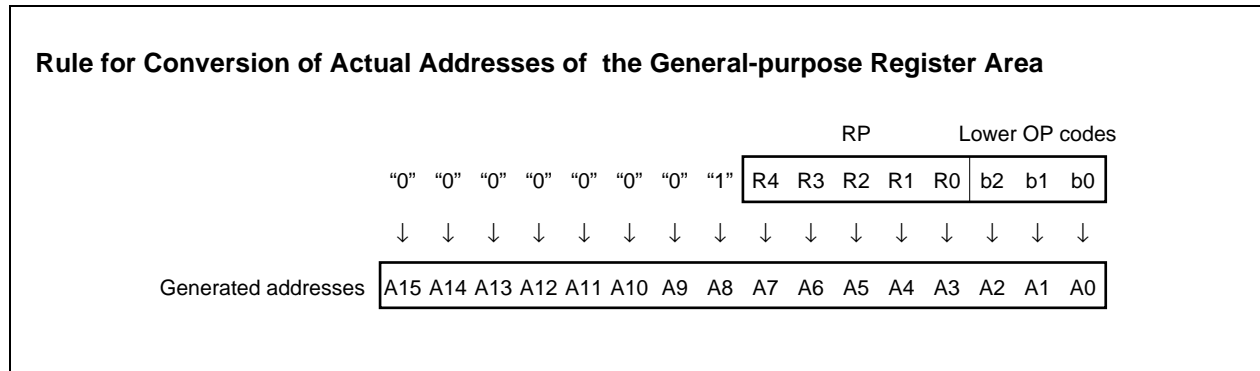 Rule for Conversion of Actual Addresses of the General-purpose Register Area
RP Lower OP codes
“0” “0” “0” “0” “0” “0” “0” “1” R4 R3 R2 R1 R0 b2 b1 b0
↓ ↓ ↓ ↓ ↓ ↓ ↓ ↓ ↓ ↓ ↓ ↓ ↓ ↓ ↓ ↓
Generated addresses A15 A14 A13 A12 A11 A10 A9 A8 A7 A6 A5 A4 A3 A2 A1 A0